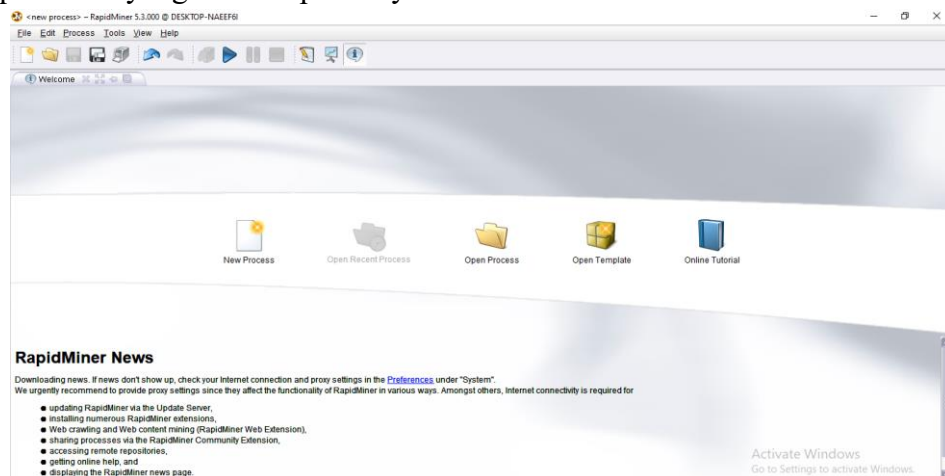 <new process> – RapidMiner 5.3.000 @ DESKTOP-NAEEF6I
File Edit Process Tools View Help
Welcome
New Process Open Recent Process Open Process Open Template Online Tutorial
RapidMiner News
Downloading news. If news don't show up, check your Internet connection and proxy settings in the Preferences under "System".
We urgently recommend to provide proxy settings since they affect the functionality of RapidMiner in various ways. Amongst others, Internet connectivity is required for
● updating RapidMiner via the Update Server,
● installing numerous RapidMiner extensions,
● Web crawling and Web content mining (RapidMiner Web Extension),
● sharing processes via the RapidMiner Community Extension,
● accessing remote repositories,
● getting online help, and
● displaying the RapidMiner news page.
Activate Windows
Go to Settings to activate Windows.